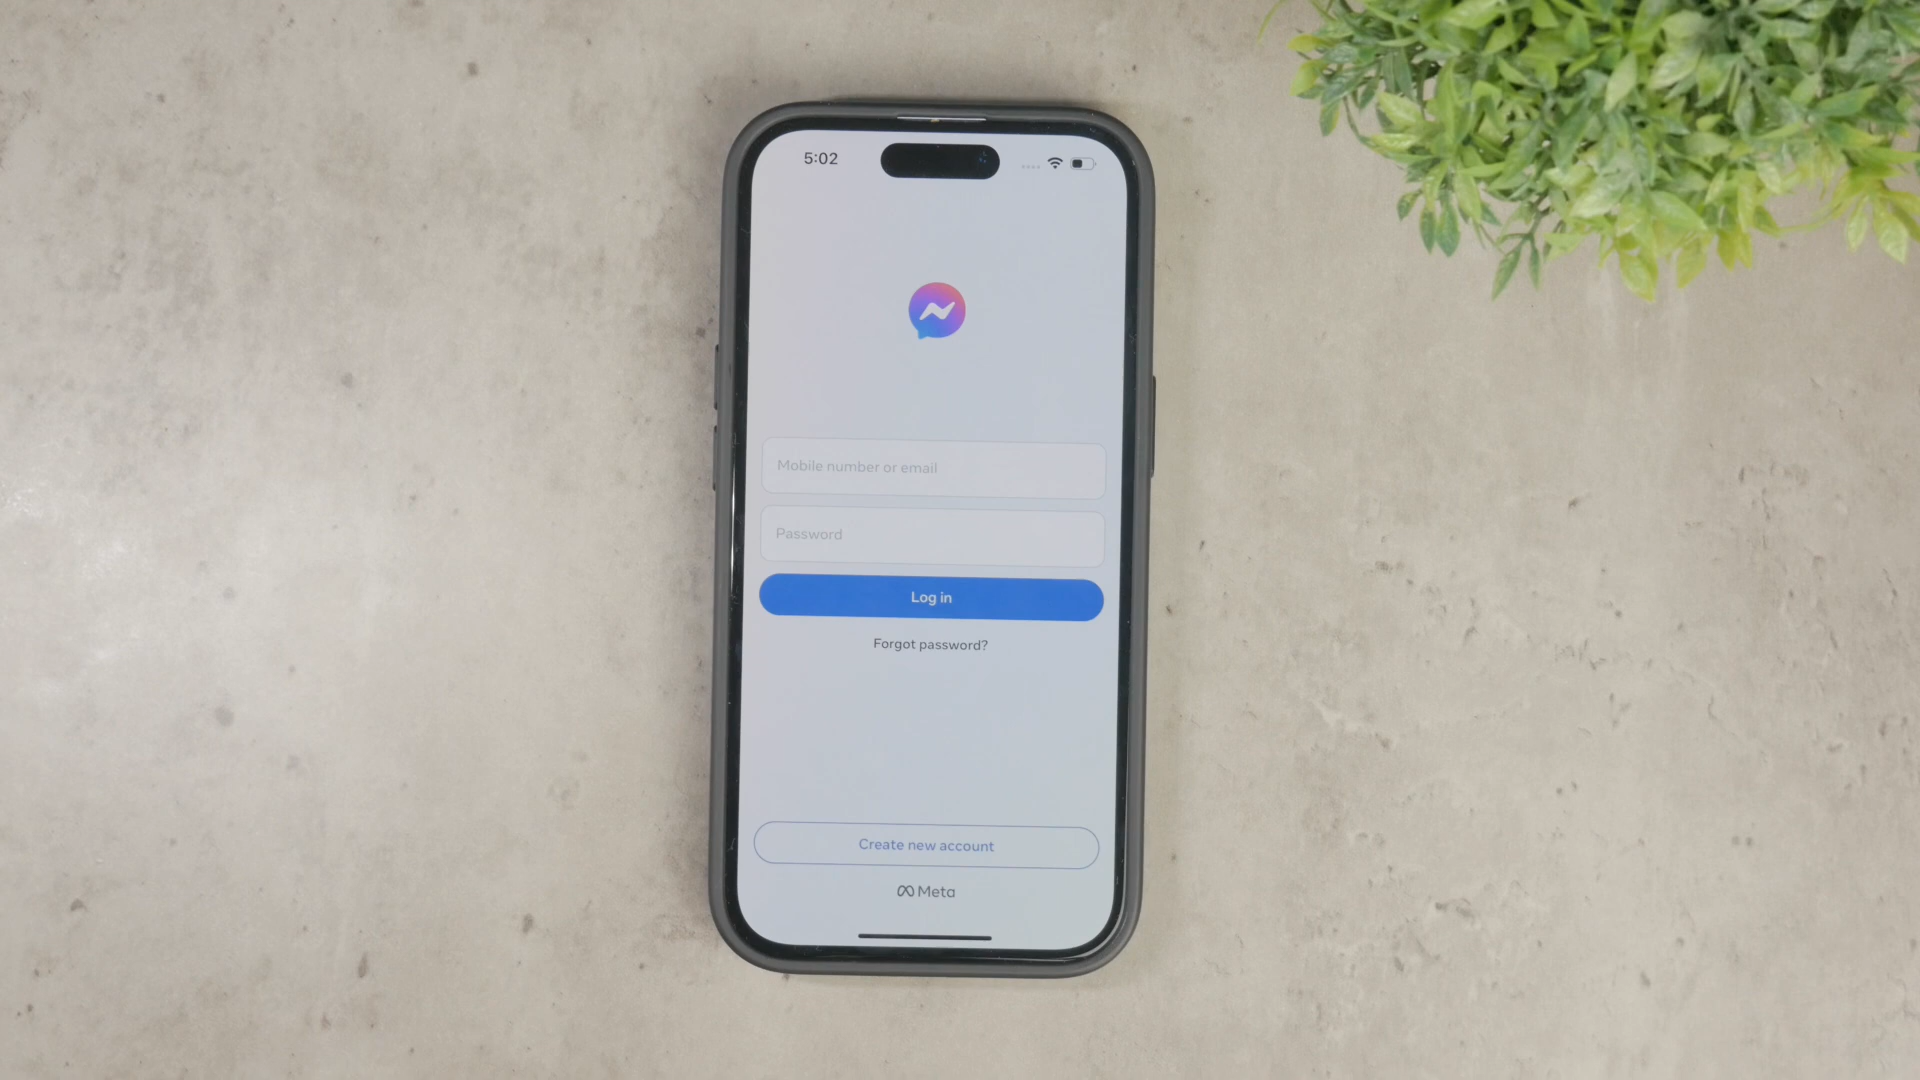 5:02
Mobile number or email
Password
Log in
Forgot password?
Create new account
Meta